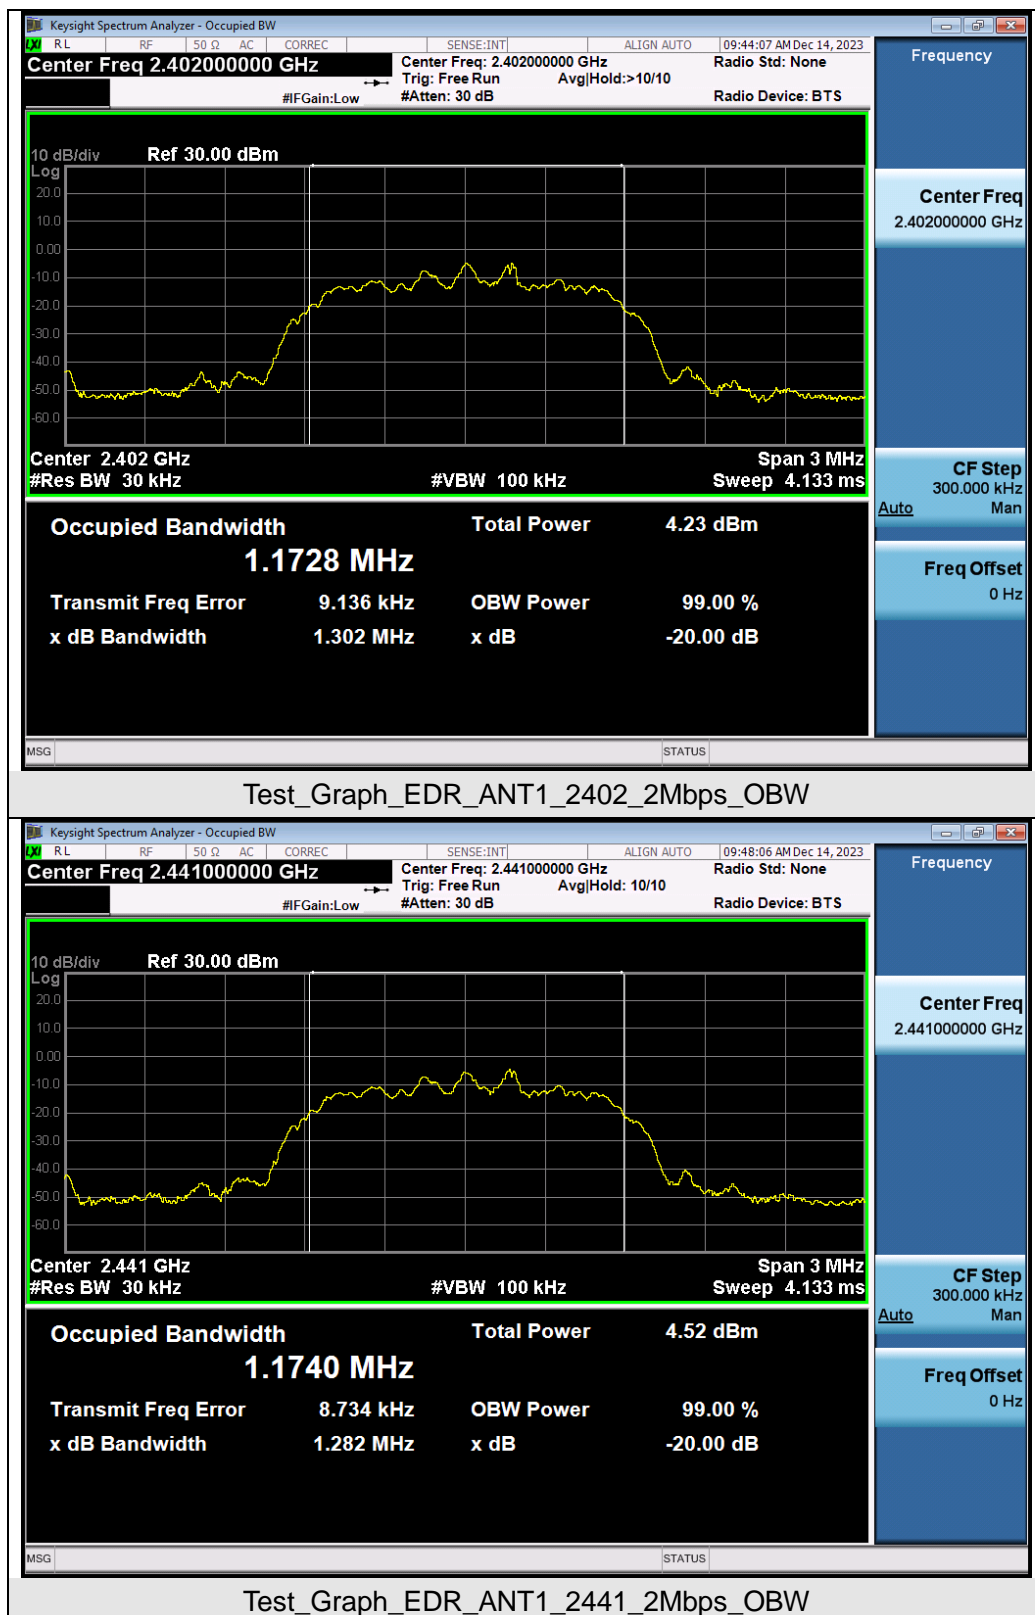 Keysight Spectrum Analyzer - Occupied BW
LXI RL RF 50 Ω AC CORREC SENSE:INT ALIGN AUTO 09:44:07 AM Dec 14, 2023
Center Freq 2.402000000 GHz Center Freq: 2.402000000 GHz Radio Std: None
Trig: Free Run Avg|Hold:>10/10
#IFGain:Low #Atten: 30 dB Radio Device: BTS
Frequency
10 dB/div Ref 30.00 dBm
Log
20.0
10.0
0.00
-10.0
-20.0
-30.0
-40.0
-50.0
-60.0
Center 2.402 GHz Span 3 MHz
#Res BW 30 kHz #VBW 100 kHz Sweep 4.133 ms
Center Freq
2.402000000 GHz
CF Step
300.000 kHz
Auto Man
Freq Offset
0 Hz
Occupied Bandwidth Total Power 4.23 dBm
1.1728 MHz
Transmit Freq Error 9.136 kHz OBW Power 99.00 %
x dB Bandwidth 1.302 MHz x dB -20.00 dB
MSG STATUS
Test_Graph_EDR_ANT1_2402_2Mbps_OBW
Keysight Spectrum Analyzer - Occupied BW
LXI RL RF 50 Ω AC CORREC SENSE:INT ALIGN AUTO 09:48:06 AM Dec 14, 2023
Center Freq 2.441000000 GHz Center Freq: 2.441000000 GHz Radio Std: None
Trig: Free Run Avg|Hold: 10/10
#IFGain:Low #Atten: 30 dB Radio Device: BTS
Frequency
10 dB/div Ref 30.00 dBm
Log
20.0
10.0
0.00
-10.0
-20.0
-30.0
-40.0
-50.0
-60.0
Center 2.441 GHz Span 3 MHz
#Res BW 30 kHz #VBW 100 kHz Sweep 4.133 ms
Center Freq
2.441000000 GHz
CF Step
300.000 kHz
Auto Man
Freq Offset
0 Hz
Occupied Bandwidth Total Power 4.52 dBm
1.1740 MHz
Transmit Freq Error 8.734 kHz OBW Power 99.00 %
x dB Bandwidth 1.282 MHz x dB -20.00 dB
MSG STATUS
Test_Graph_EDR_ANT1_2441_2Mbps_OBW